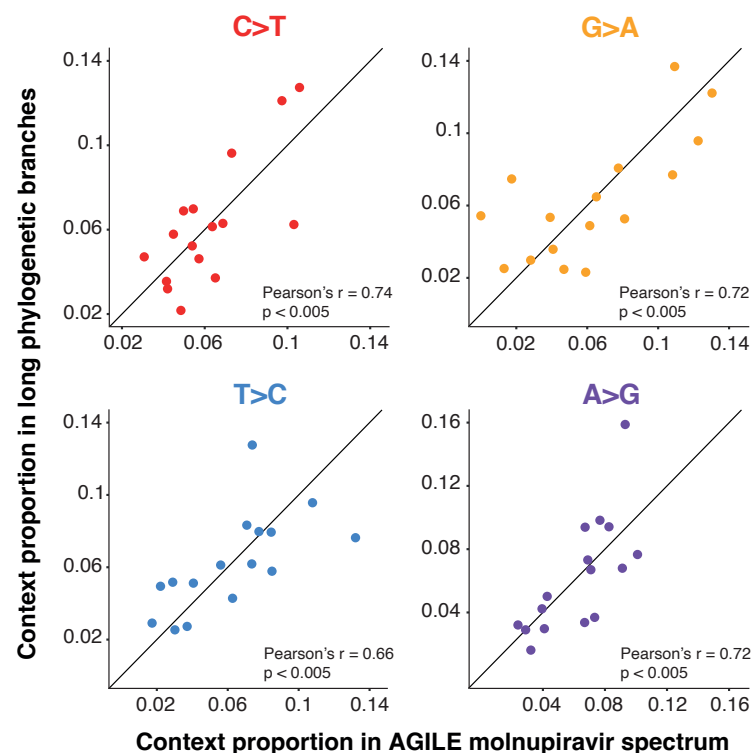 C>T
G>A
0.14
0.1
0.06
0.02
Pearson's r = 0.74
p < 0.005
0.02
0.06
0.1
0.14
0.14
0.1
0.06
0.02
Pearson's r = 0.72
p < 0.005
0.02
0.06
0.1
0.14
T>C
A>G
0.14
0.1
0.06
0.02
Pearson's r = 0.66
p < 0.005
0.02
0.06
0.1
0.14
0.16
0.12
0.08
0.04
Pearson's r = 0.72
p < 0.005
0.04
0.08
0.12
0.16
Context proportion in long phylogenetic branches
Context proportion in AGILE molnupiravir spectrum